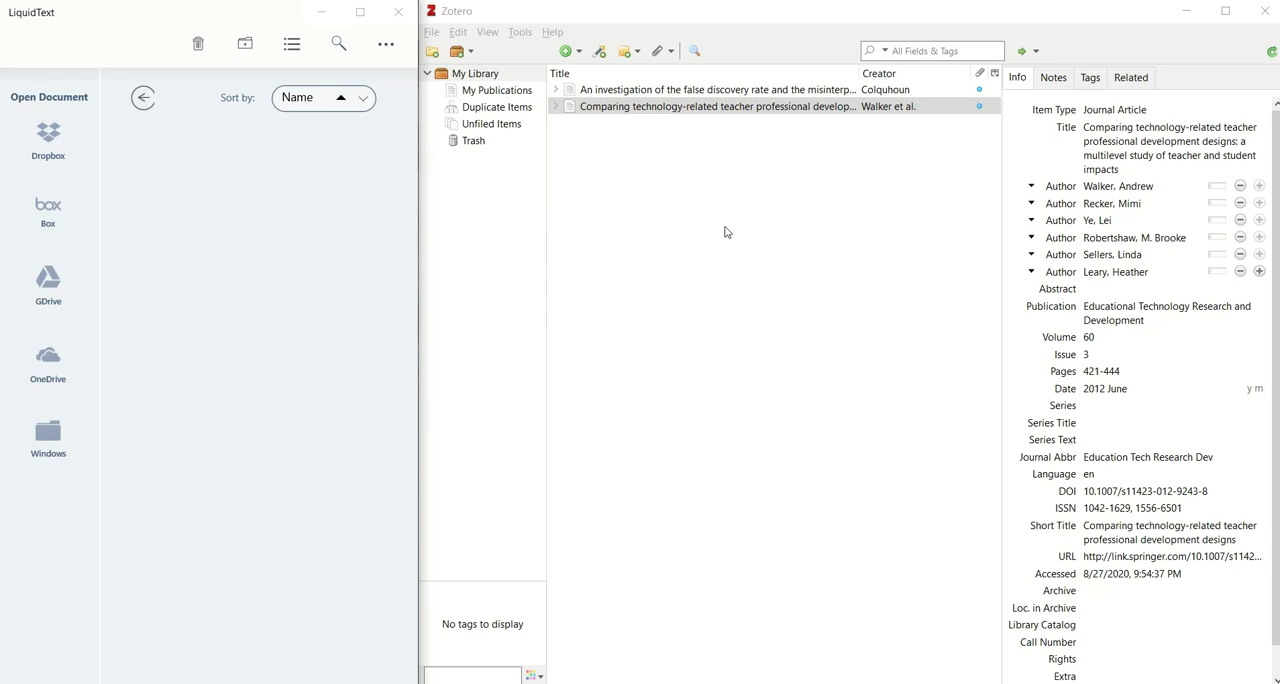 LiquidText
Open Document
Sort by:
Name
Dropbox
box
Box
GDrive
OneDrive
Windows
Zotero
File Edit View Tools Help
All Fields & Tags
My Library
My Publications
Duplicate Items
Unfiled Items
Trash
No tags to display
Title Creator
An investigation of the false discovery rate and the misinterp... Colquhoun
Comparing technology-related teacher professional develop... Walker et al.
Info Notes Tags Related
Item Type Journal Article
Title Comparing technology-related teacher
professional development designs: a
multilevel study of teacher and student
impacts
Author Walker, Andrew
Author Recker, Mimi
Author Ye, Lei
Author Robertshaw, M. Brooke
Author Sellers, Linda
Author Leary, Heather
Abstract
Publication Educational Technology Research and
Development
Volume 60
Issue 3
Pages 421-444
Date 2012 June y m
Series
Series Title
Series Text
Journal Abbr Education Tech Research Dev
Language en
DOI 10.1007/s11423-012-9243-8
ISSN 1042-1629, 1556-6501
Short Title Comparing technology-related teacher
professional development designs
URL http://link.springer.com/10.1007/s1142...
Accessed 8/27/2020, 9:54:37 PM
Archive
Loc. in Archive
Library Catalog
Call Number
Rights
Extra